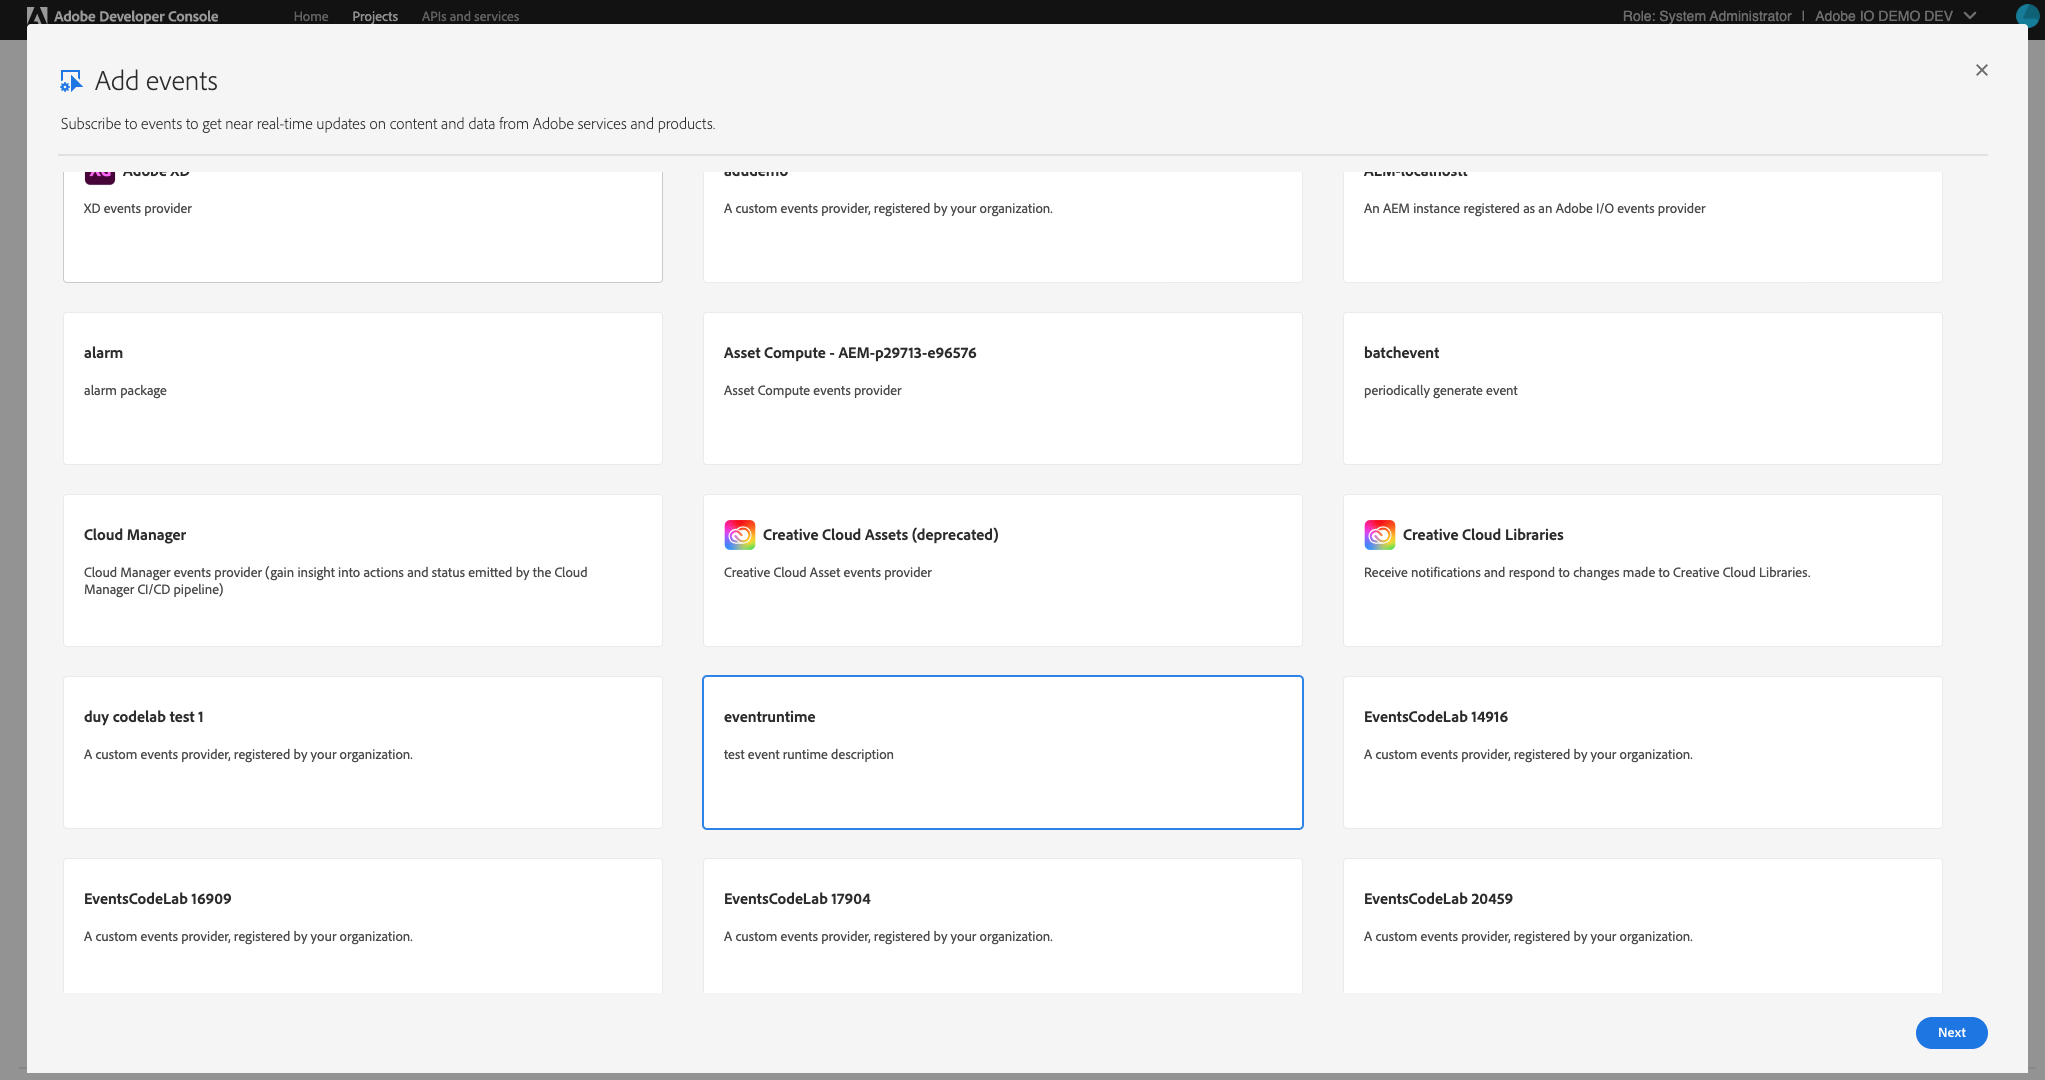 Adobe Developer Console
Home
Projects
APIs and services
Role: System Administrator | Adobe IO DEMO DEV
Add events
Subscribe to events to get near real-time updates on content and data from Adobe services and products.
Adobe XD
XD events provider
adudemo
A custom events provider, registered by your organization.
AEM-localhostt
An AEM instance registered as an Adobe I/O events provider
alarm
alarm package
Asset Compute - AEM-p29713-e96576
Asset Compute events provider
batchevent
periodically generate event
Cloud Manager
Cloud Manager events provider (gain insight into actions and status emitted by the Cloud
Manager CI/CD pipeline)
Creative Cloud Assets (deprecated)
Creative Cloud Asset events provider
Creative Cloud Libraries
Receive notifications and respond to changes made to Creative Cloud Libraries.
duy codelab test 1
A custom events provider, registered by your organization.
eventruntime
test event runtime description
EventsCodeLab 14916
A custom events provider, registered by your organization.
EventsCodeLab 16909
A custom events provider, registered by your organization.
EventsCodeLab 17904
A custom events provider, registered by your organization.
EventsCodeLab 20459
A custom events provider, registered by your organization.
Next